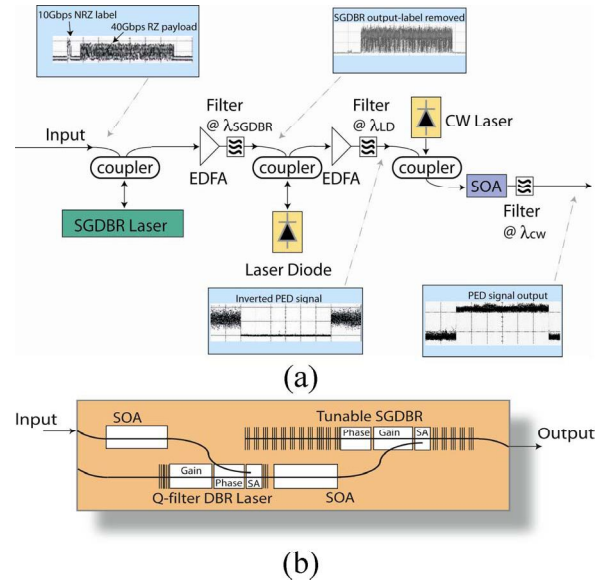 10Gbps NRZ label
40Gbps RZ payload
SGDBR output-label removed
Input
Filter
@ λSGDBR
Filter
@ λLD
CW Laser
coupler
EDFA
coupler
EDFA
coupler
SOA
SGDBR Laser
Laser Diode
Filter
@ λCW
Inverted PED signal
PED signal output
(a)
Input
SOA
Tunable SGDBR
Phase Gain SA
Output
Gain Phase SA
Q-filter DBR Laser
SOA
(b)